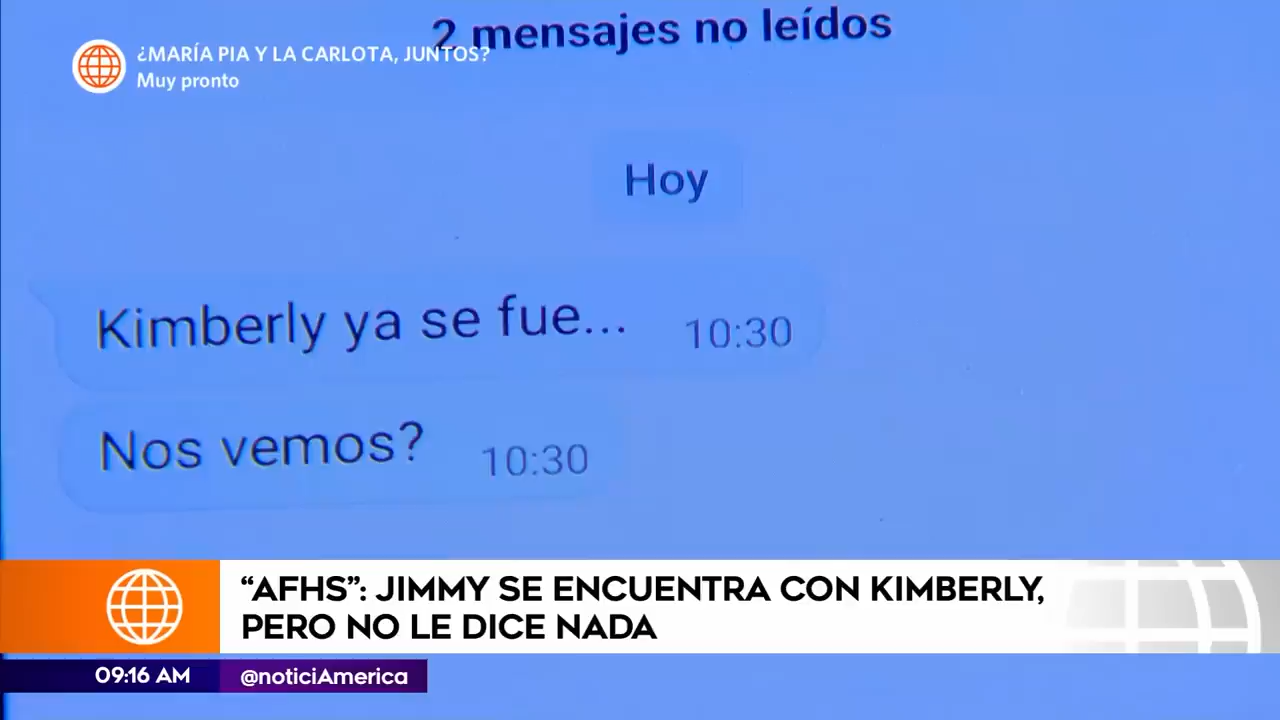 2 mensajes no leídos
¿MARÍA PIA Y LA CARLOTA, JUNTOS?
Muy pronto
Hoy
Kimberly ya se fue... 10:30
Nos vemos? 10:30
“AFHS”: JIMMY SE ENCUENTRA CON KIMBERLY,
PERO NO LE DICE NADA
09:16 AM @noticiAmerica